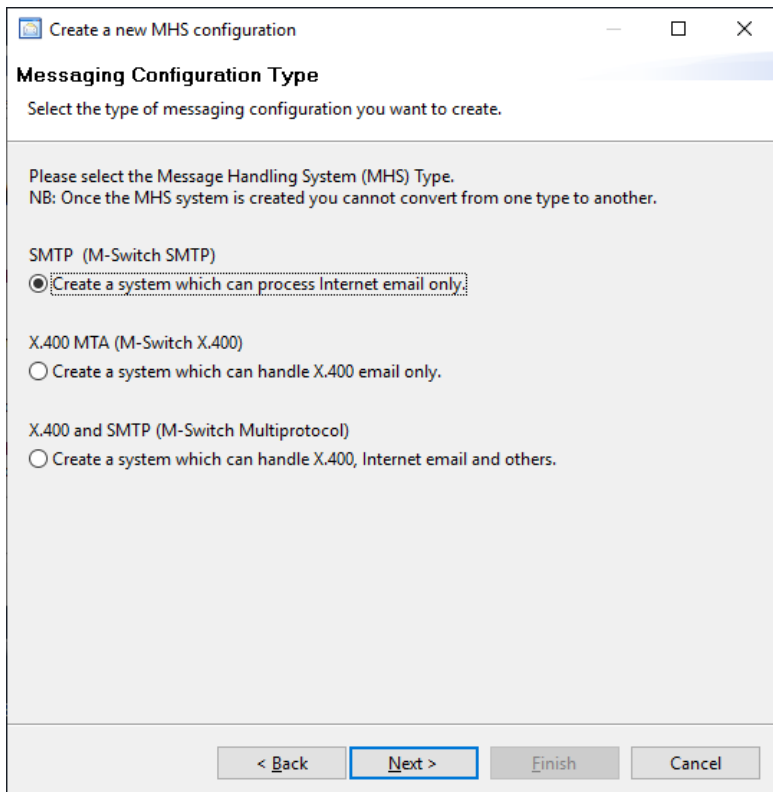 Create a new MHS configuration
Messaging Configuration Type
Select the type of messaging configuration you want to create.
Please select the Message Handling System (MHS) Type.
NB: Once the MHS system is created you cannot convert from one type to another.
SMTP (M-Switch SMTP)
Create a system which can process Internet email only.
X.400 MTA (M-Switch X.400)
Create a system which can handle X.400 email only.
X.400 and SMTP (M-Switch Multiprotocol)
Create a system which can handle X.400, Internet email and others.
< Back Next > Finish Cancel